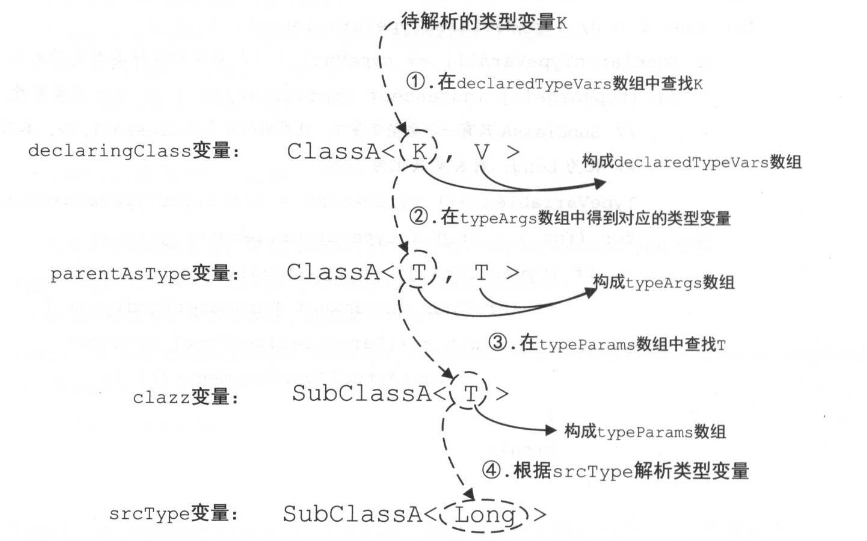 待解析的类型变量K
①.在declaredTypeVars数组中查找K
declaringClass变量: ClassA<K, V >
构成declaredTypeVars数组
②.在typeArgs数组中得到对应的类型变量
parentAsType变量: ClassA<T, T >
构成typeArgs数组
③.在typeParams数组中查找T
clazz变量: SubClassA<T >
构成typeParams数组
④.根据srcType解析类型变量
srcType变量: SubClassA<Long>